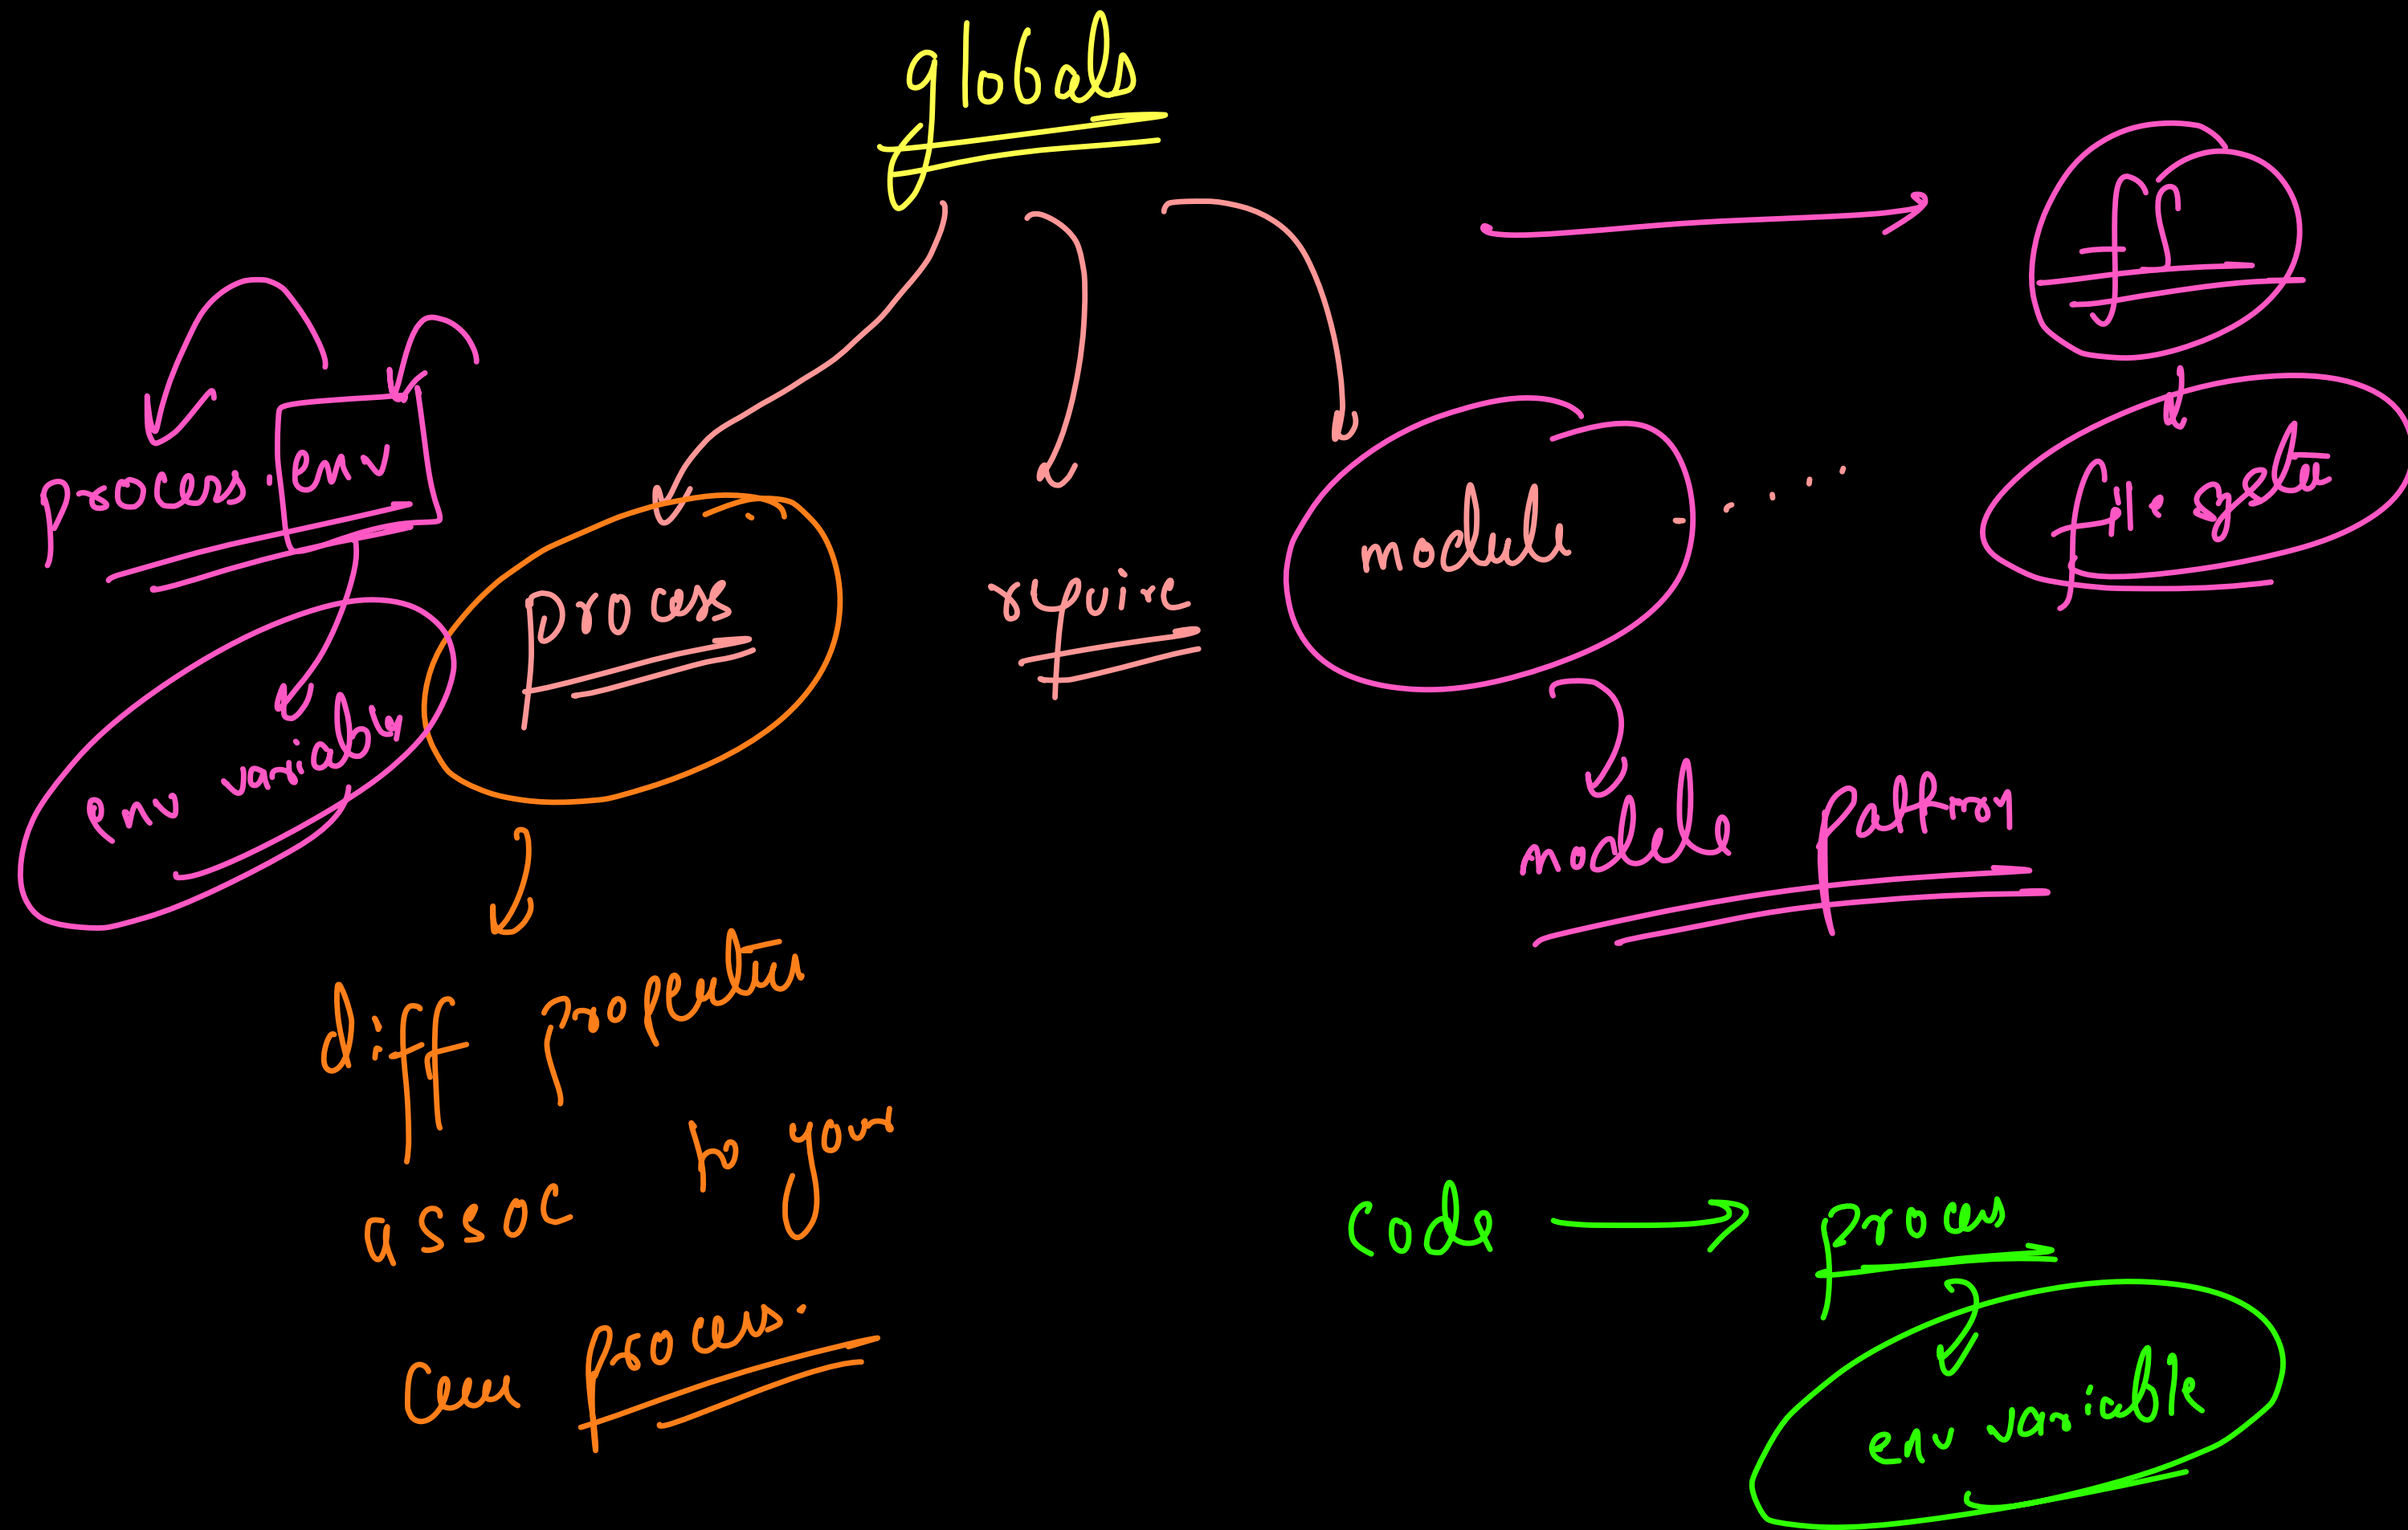 globals
fs
process.env
process
require
module - . . . .
file system
env variables
module pattern
diff properties
assoc to your
curr process.
code → process
env variable